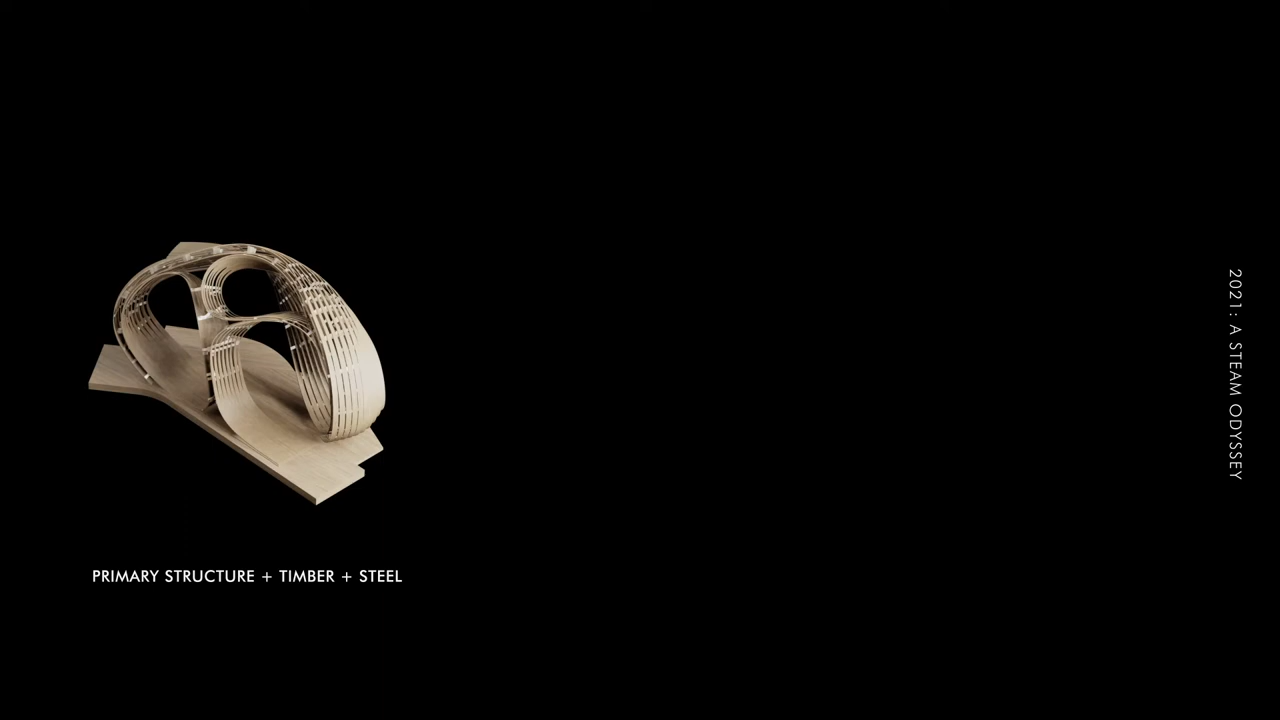 PRIMARY STRUCTURE + TIMBER + STEEL
2021: A STEAM ODYSSEY